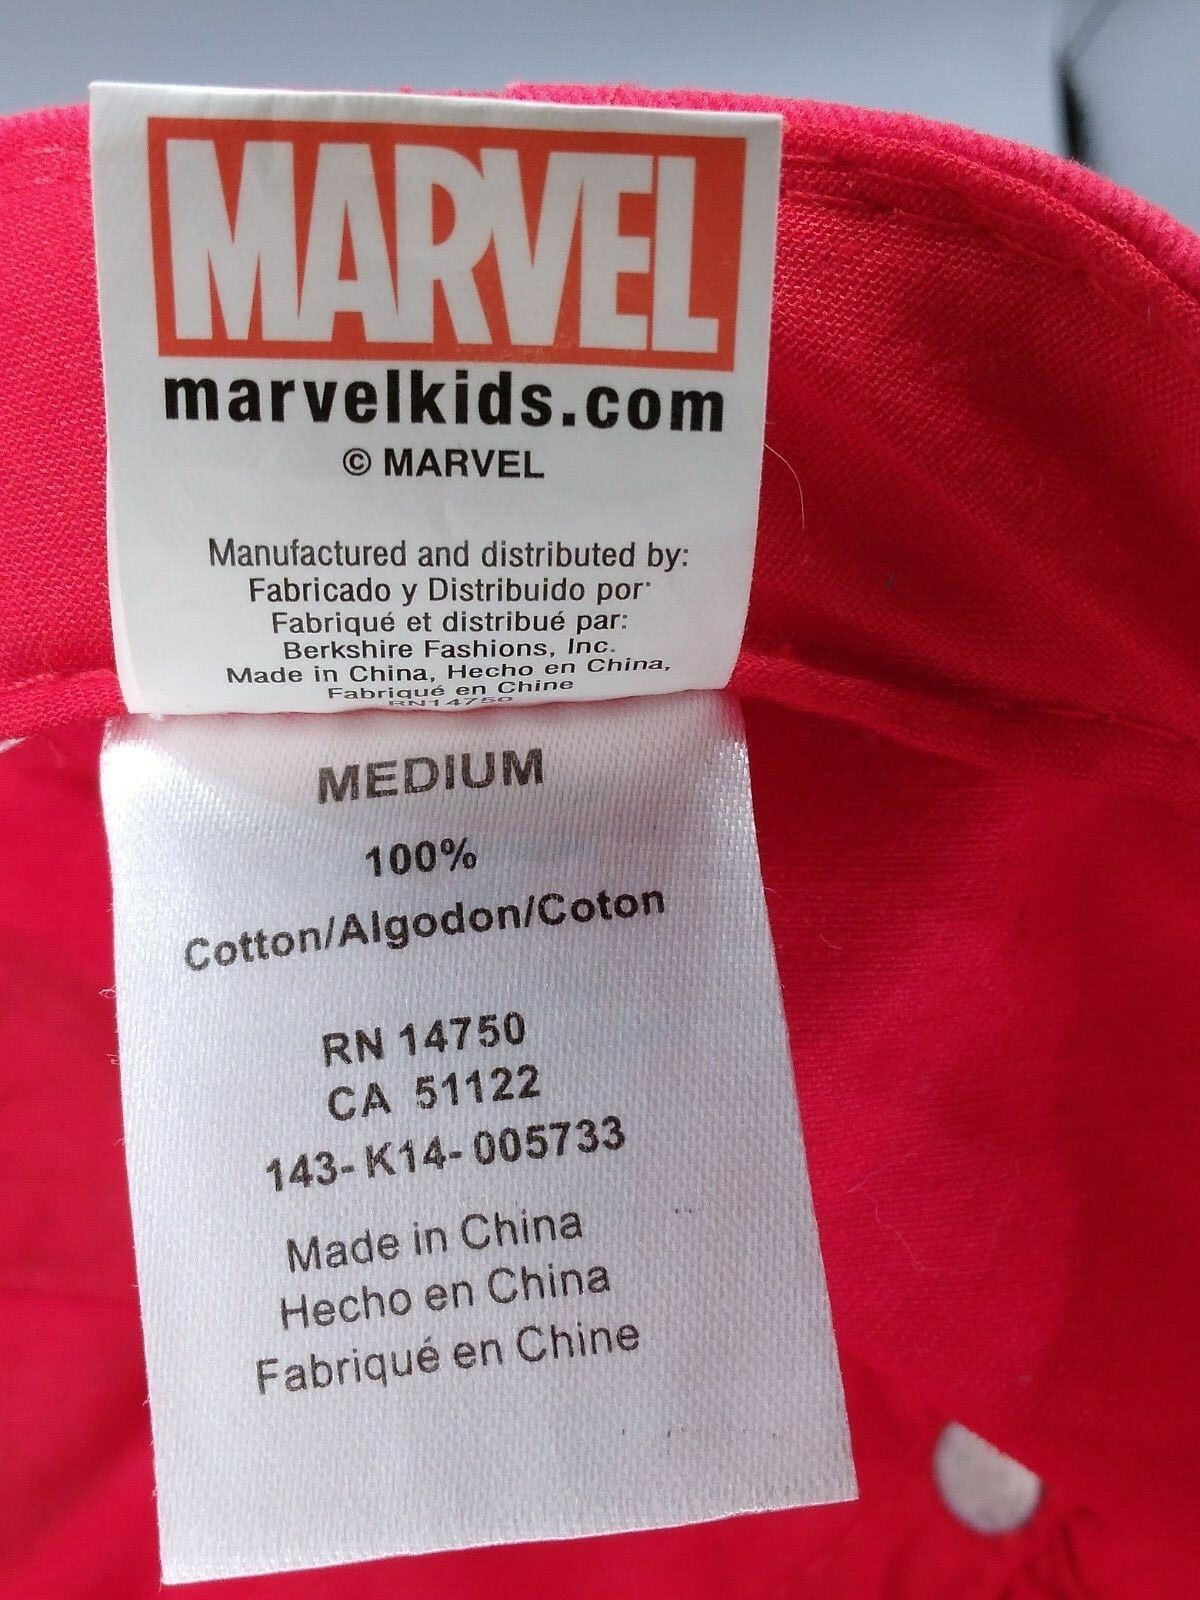 MARVEL
marvelkids.com
© MARVEL
Manufactured and distributed by:
Fabricado y Distribuido por:
Fabriqué et distribué par:
Berkshire Fashions, Inc.
Made in China, Hecho en China,
Fabriqué en Chine
RN14750
MEDIUM
100%
Cotton/Algodon/Coton
RN 14750
CA 51122
143-K14-005733
Made in China
Hecho en China
Fabriqué en Chine